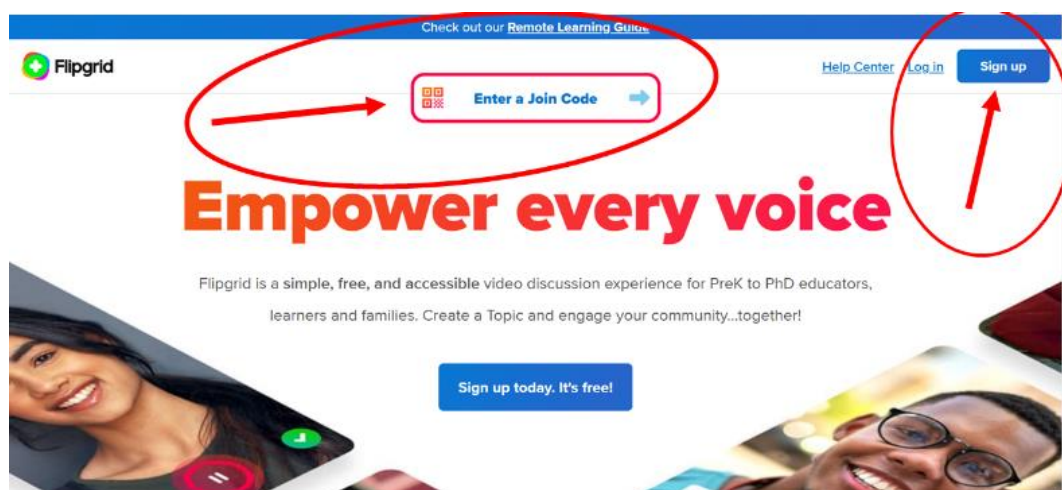 Check out our Remote Learning Guide
Flipgrid
Help Center Log in Sign up
Enter a Join Code
Empower every voice
Flipgrid is a simple, free, and accessible video discussion experience for PreK to PhD educators,
learners and families. Create a Topic and engage your community...together!
Sign up today. It's free!